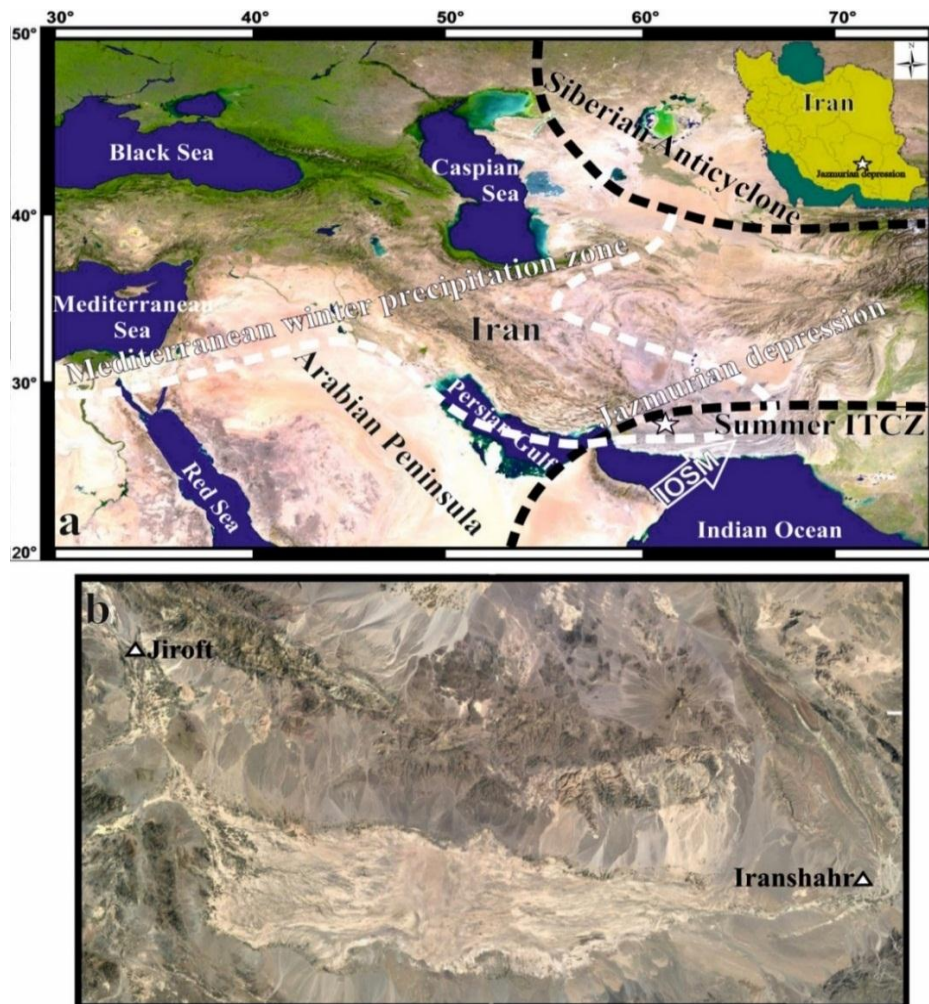 30°
40°
50°
60°
70°
50°
40°
30°
20°
N
Iran
Jazmurian depression
Siberian Anticyclone
Black Sea
Caspian
Sea
Mediterranean
Sea
Mediterranean winter precipitation zone
Iran
Jazmurian depression
Arabian Peninsula
Persian Gulf
Summer ITCZ
IOSM
Red Sea
Indian Ocean
a
b
Jiroft
Iranshahr